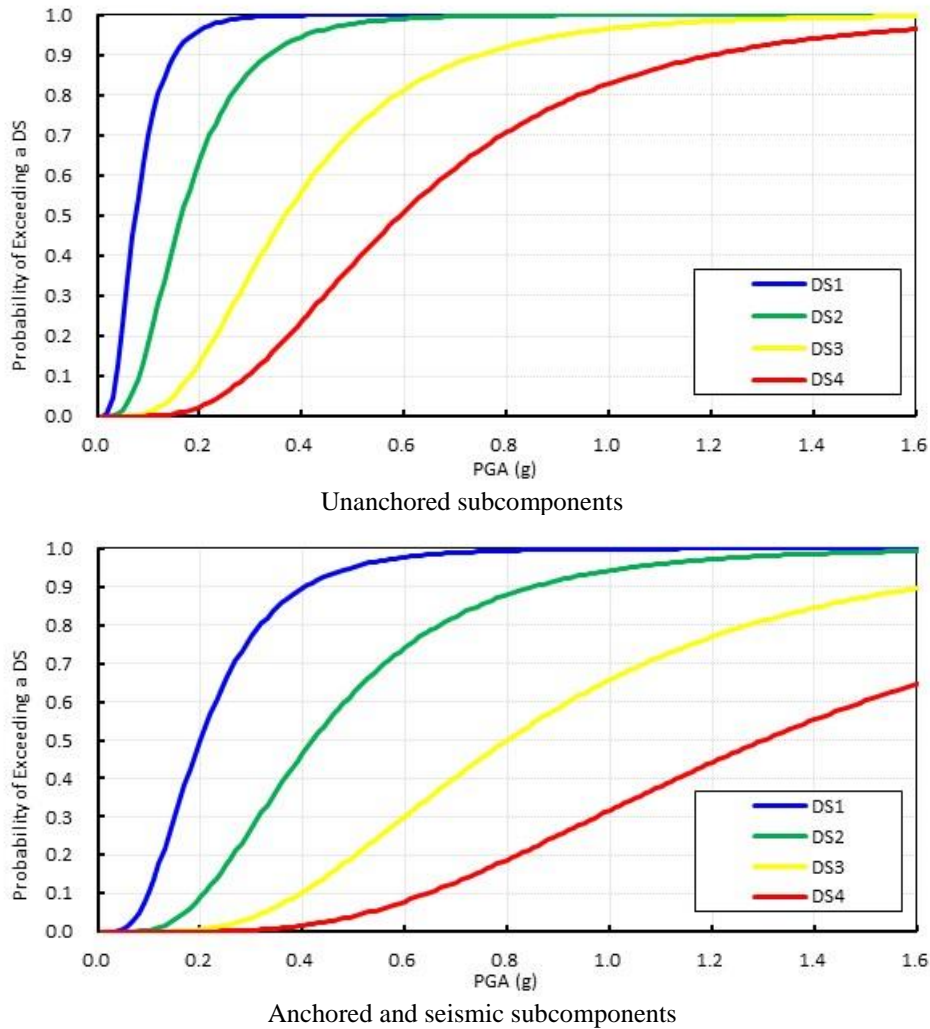 1.0
0.9
0.8
0.7
0.6
0.5
0.4
0.3
0.2
0.1
0.0
Probability of Exceeding a DS
DS1
DS2
DS3
DS4
0.0 0.2 0.4 0.6 0.8 1.0 1.2 1.4 1.6
PGA (g)
Unanchored subcomponents
1.0
0.9
0.8
0.7
0.6
0.5
0.4
0.3
0.2
0.1
0.0
Probability of Exceeding a DS
DS1
DS2
DS3
DS4
0.0 0.2 0.4 0.6 0.8 1.0 1.2 1.4 1.6
PGA (g)
Anchored and seismic subcomponents